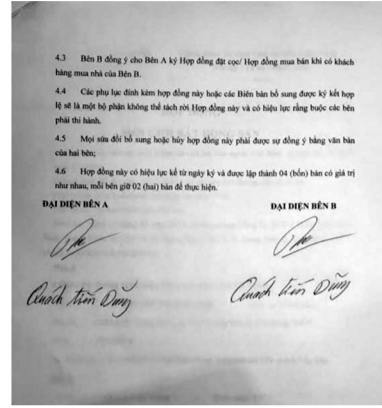 4.3 Bên B đồng ý cho Bên A ký Hợp đồng đặt cọc/ Hợp đồng mua bán khi có khách
hàng mua nhà của Bên B.
4.4 Các phụ lục đính kèm hợp đồng này hoặc các Biên bản bổ sung được ký kết hợp
lệ sẽ là một bộ phận không thể tách rời Hợp đồng này và có hiệu lực ràng buộc các bên
phải thi hành.
4.5 Mọi sửa đổi bổ sung hoặc hủy hợp đồng này phải được sự đồng ý bằng văn bản
của hai bên;
4.6 Hợp đồng này có hiệu lực kể từ ngày ký và được lập thành 04 (bốn) bản có giá trị
như nhau, mỗi bên giữ 02 (hai) bản để thực hiện.
ĐẠI DIỆN BÊN A ĐẠI DIỆN BÊN B
Quách tiến Dũng Quách tiến Dũng